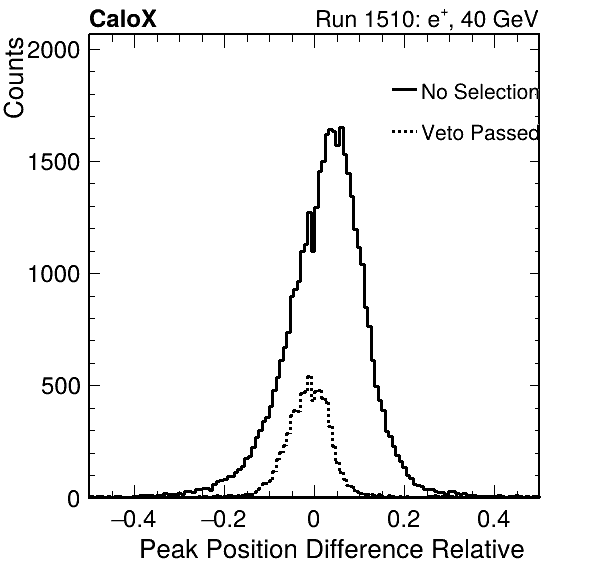 CaloX Run 1510: e⁺, 40 GeV
Counts
2000
No Selection
Veto Passed
1500
1000
500
0
−0.4 −0.2 0 0.2 0.4
Peak Position Difference Relative